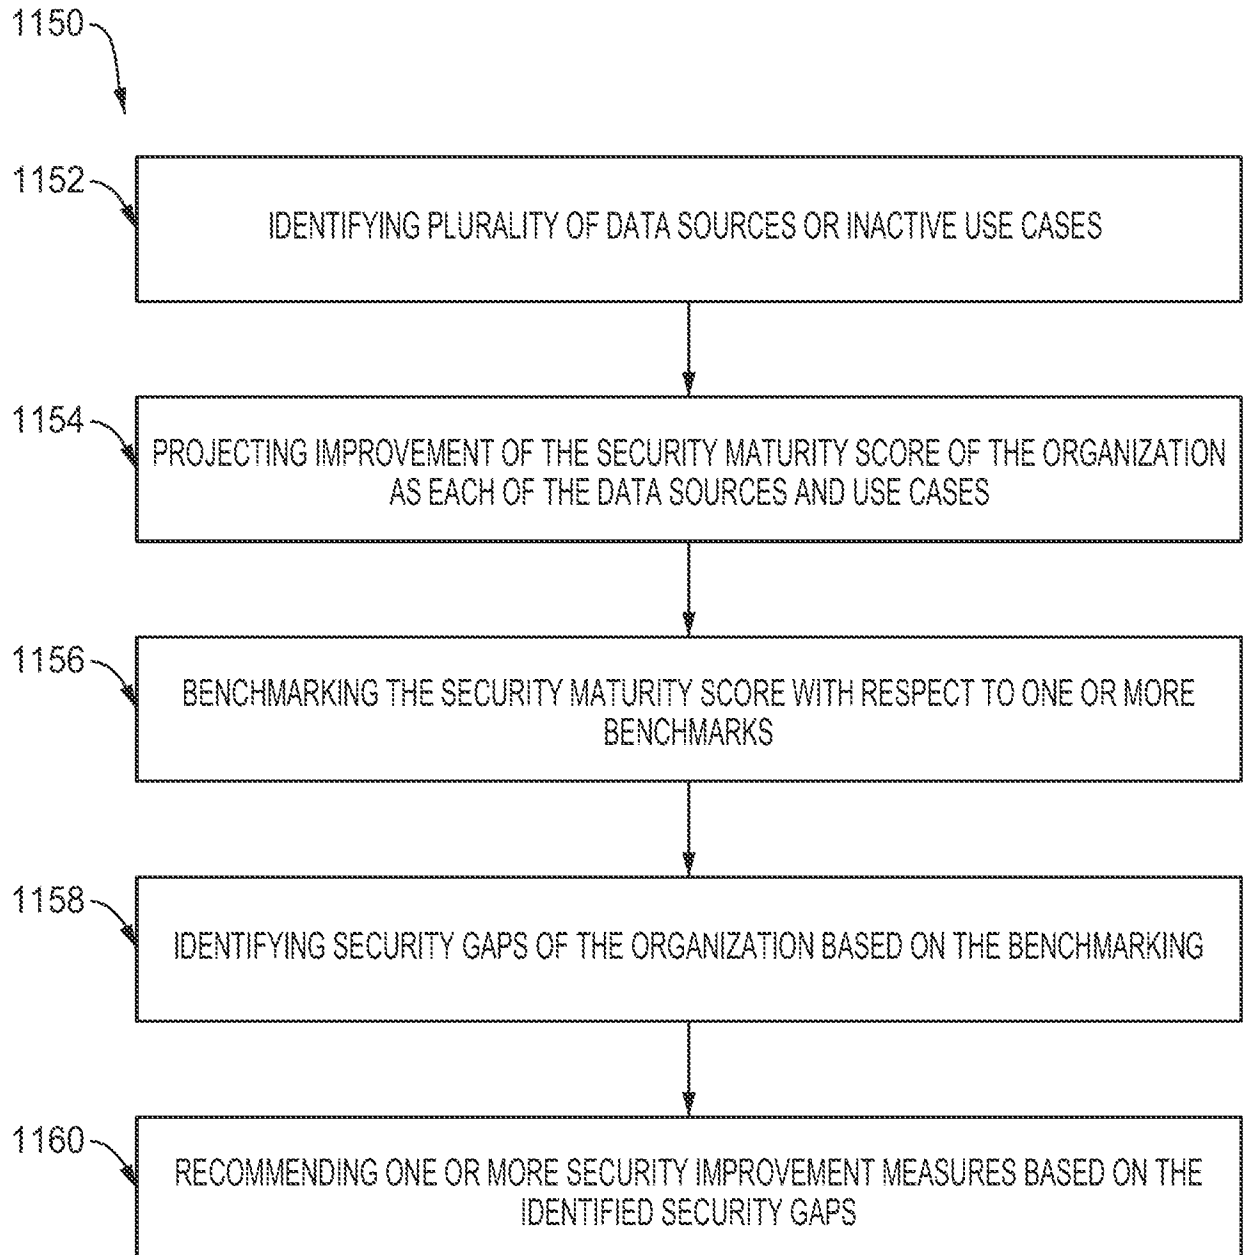 1150
1152
IDENTIFYING PLURALITY OF DATA SOURCES OR INACTIVE USE CASES
1154
PROJECTING IMPROVEMENT OF THE SECURITY MATURITY SCORE OF THE ORGANIZATION
AS EACH OF THE DATA SOURCES AND USE CASES
1156
BENCHMARKING THE SECURITY MATURITY SCORE WITH RESPECT TO ONE OR MORE
BENCHMARKS
1158
IDENTIFYING SECURITY GAPS OF THE ORGANIZATION BASED ON THE BENCHMARKING
1160
RECOMMENDING ONE OR MORE SECURITY IMPROVEMENT MEASURES BASED ON THE
IDENTIFIED SECURITY GAPS